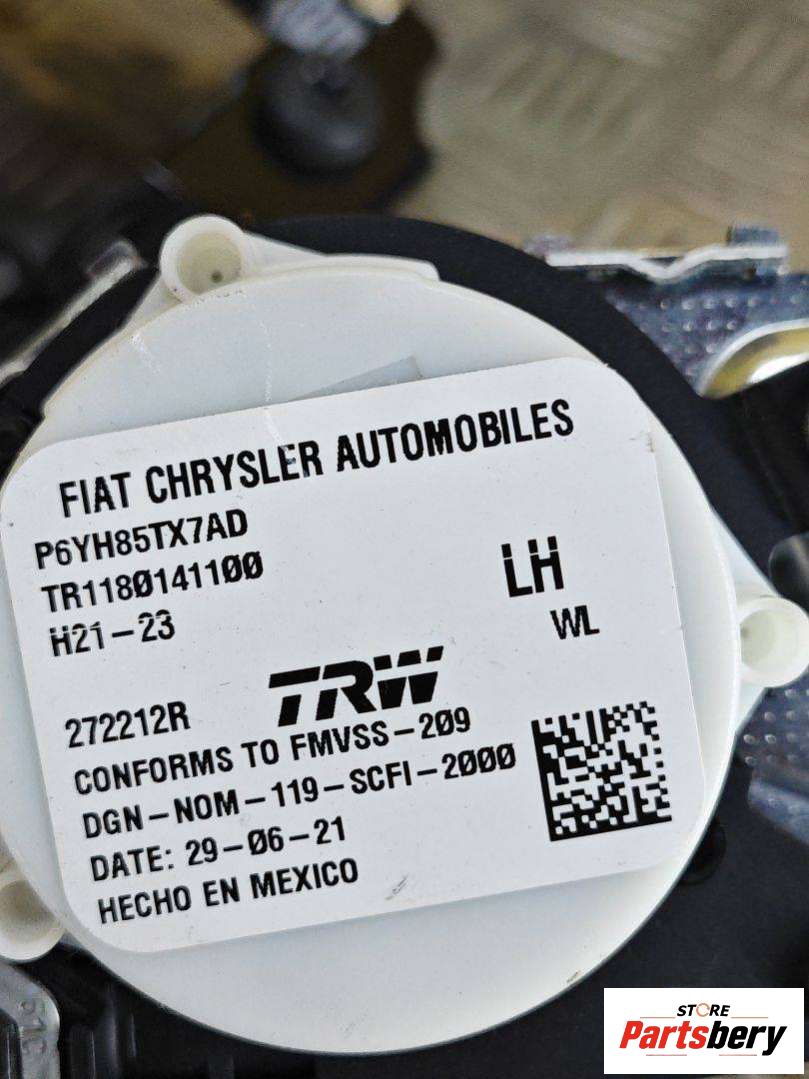 FIAT CHRYSLER AUTOMOBILES
P6YH85TX7AD
TR1180141100
H21-23
LH
WL
272212R
TRW
CONFORMS TO FMVSS-209
DGN-NOM-119-SCFI-2000
DATE: 29-06-21
HECHO EN MEXICO
STORE
Partsbery